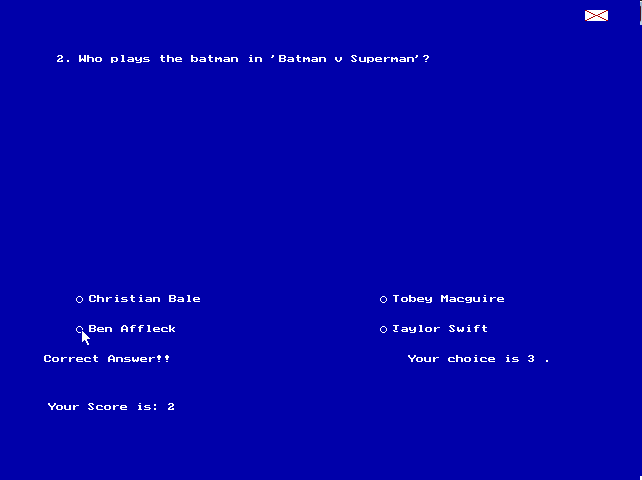 2. Who plays the batman in 'Batman v Superman'?
Christian Bale
Tobey Macguire
Ben Affleck
Taylor Swift
Correct Answer!!
Your choice is 3 .
Your Score is: 2